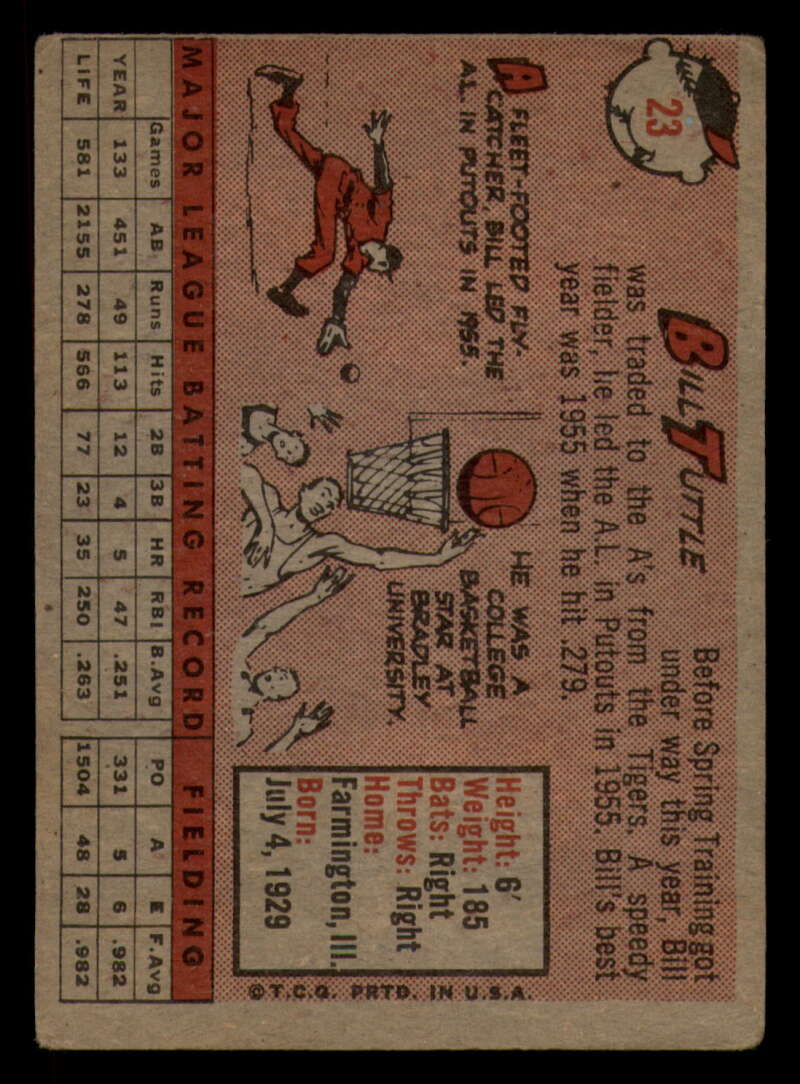 23
BILL TUTTLE
Before Spring Training got
under way this year, Bill
was traded to the A's from the Tigers. A speedy
fielder, he led the A.L. in Putouts in 1955. Bill's best
year was 1955 when he hit .279.
A FLEET-FOOTED FLY-
CATCHER, BILL LED THE
A.L. IN PUTOUTS IN 1955.
HE WAS A
COLLEGE
BASKETBALL
STAR AT
BRADLEY
UNIVERSITY.
Height: 6'
Weight: 185
Bats: Right
Throws: Right
Home:
Farmington, Ill.
Born:
July 4, 1929
©T.C.G. PRTD. IN U.S.A.
MAJOR LEAGUE BATTING RECORD FIELDING
Games AB Runs Hits 2B 3B HR RBI B.Avg PO A E F.Avg
YEAR 133 451 49 113 12 4 5 47 .251 331 5 6 .982
LIFE 581 2155 278 566 77 23 35 250 .263 1504 48 28 .982